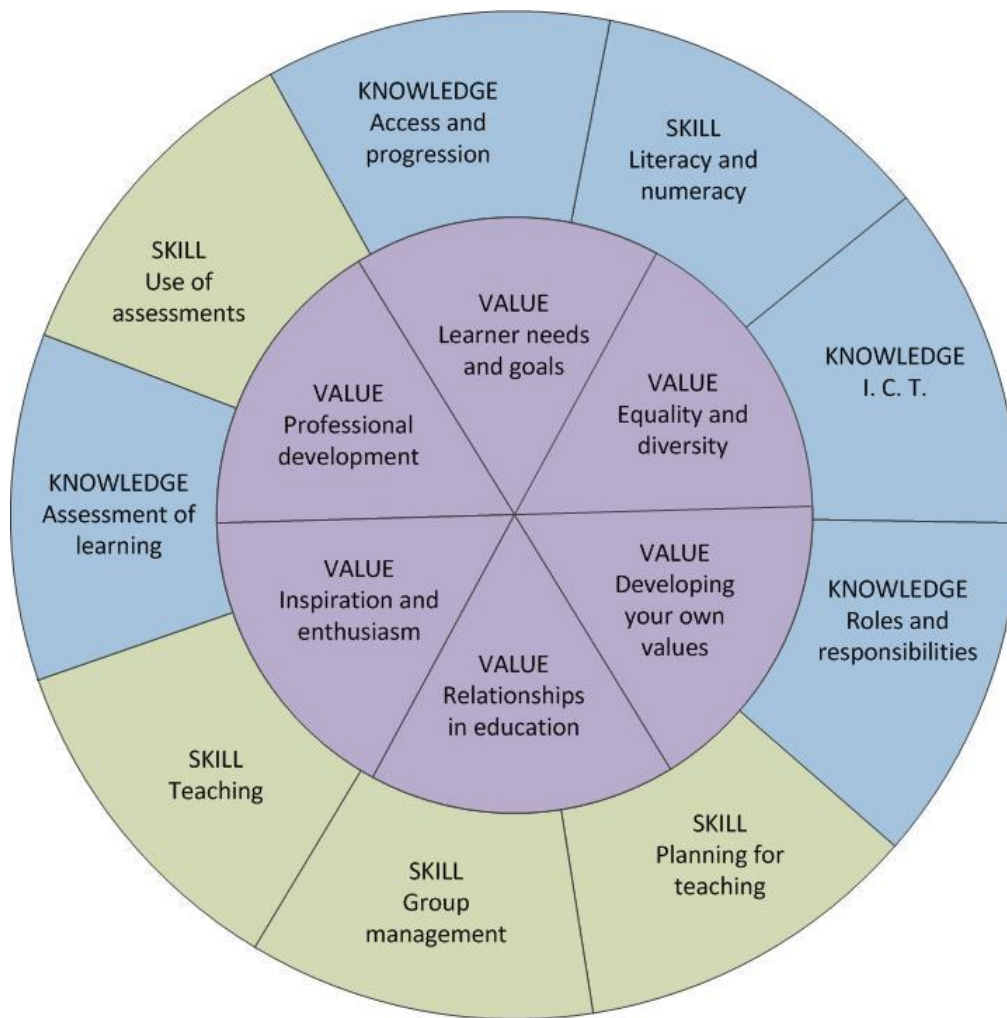 KNOWLEDGE
Access and
progression
SKILL
Literacy and
numeracy
KNOWLEDGE
I. C. T.
KNOWLEDGE
Roles and
responsibilities
SKILL
Planning for
teaching
SKILL
Group
management
SKILL
Teaching
KNOWLEDGE
Assessment of
learning
SKILL
Use of
assessments
VALUE
Learner needs
and goals
VALUE
Equality and
diversity
VALUE
Developing
your own
values
VALUE
Relationships
in education
VALUE
Inspiration and
enthusiasm
VALUE
Professional
development